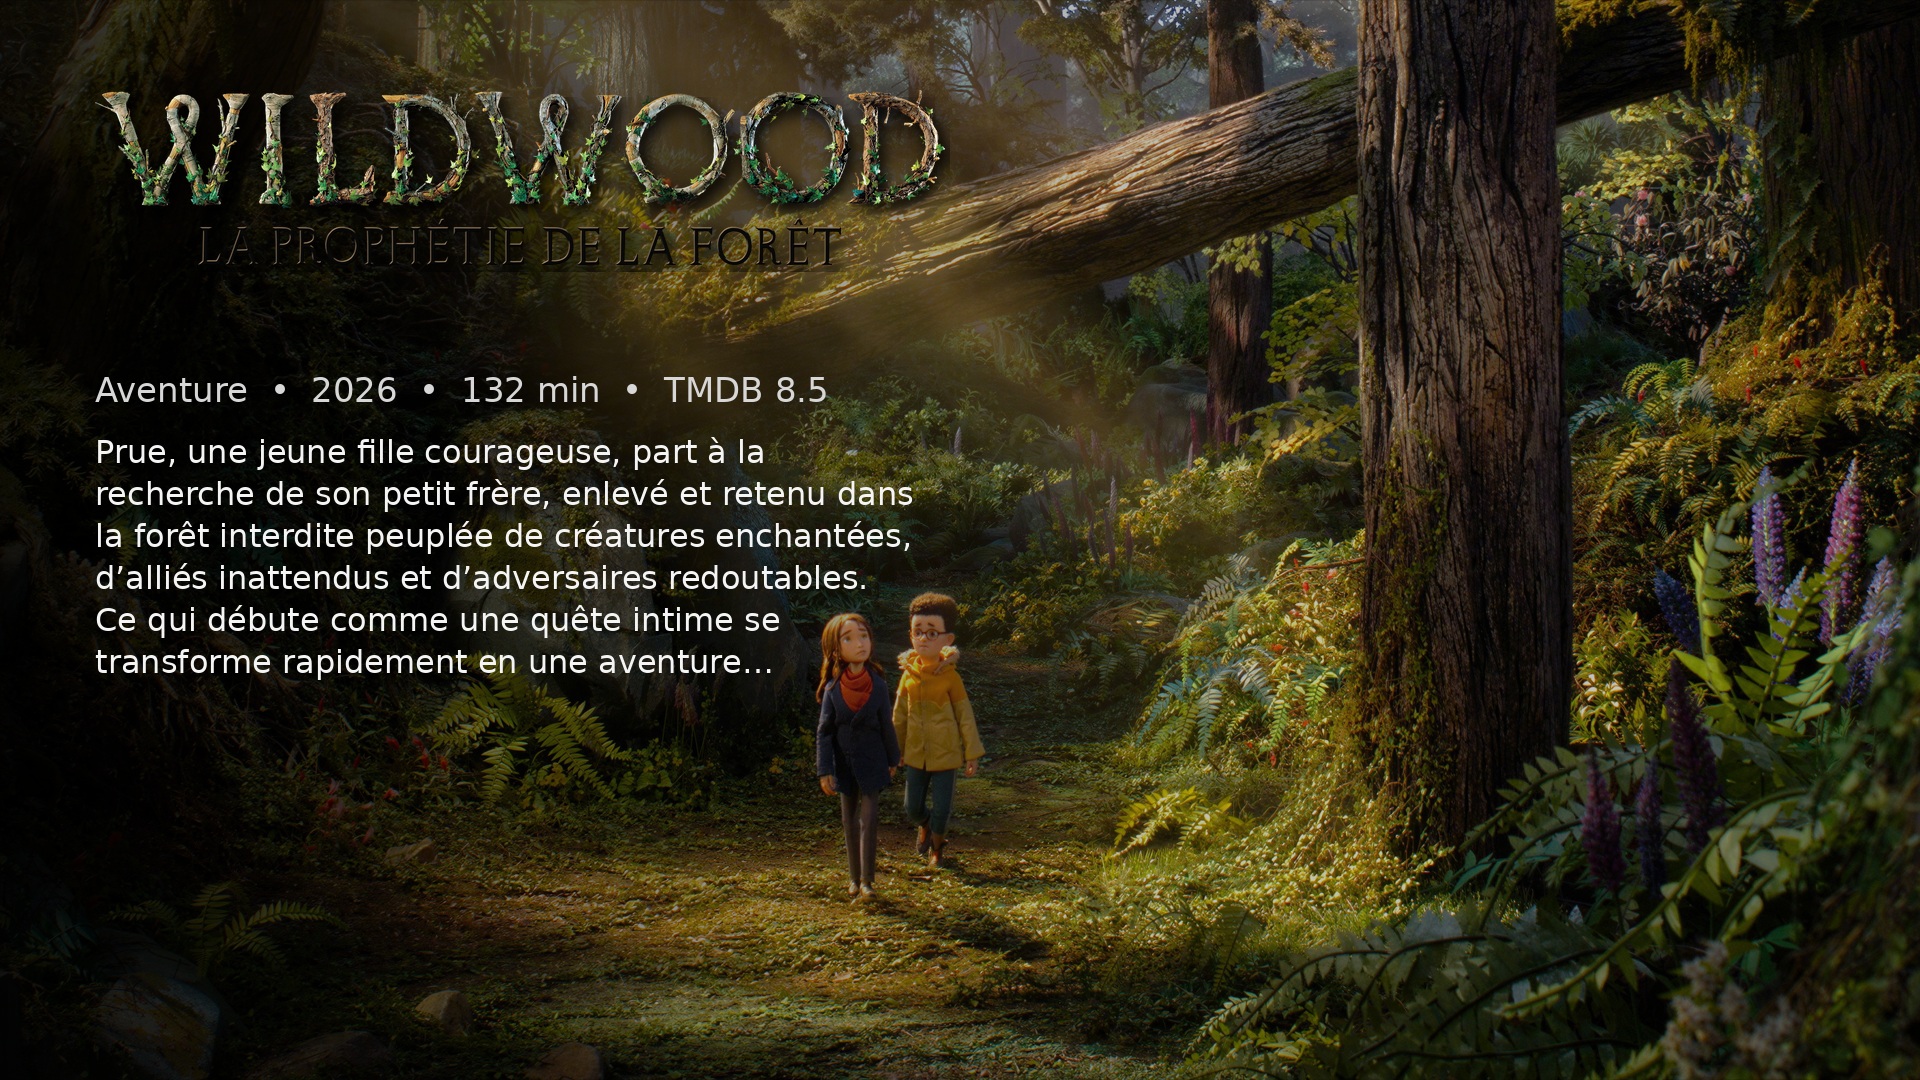 WILDWOOD
LA PROPHÉTIE DE LA FORÊT
Aventure • 2026 • 132 min • TMDB 8.5
Prue, une jeune fille courageuse, part à la
recherche de son petit frère, enlevé et retenu dans
la forêt interdite peuplée de créatures enchantées,
d’alliés inattendus et d’adversaires redoutables.
Ce qui débute comme une quête intime se
transforme rapidement en une aventure…